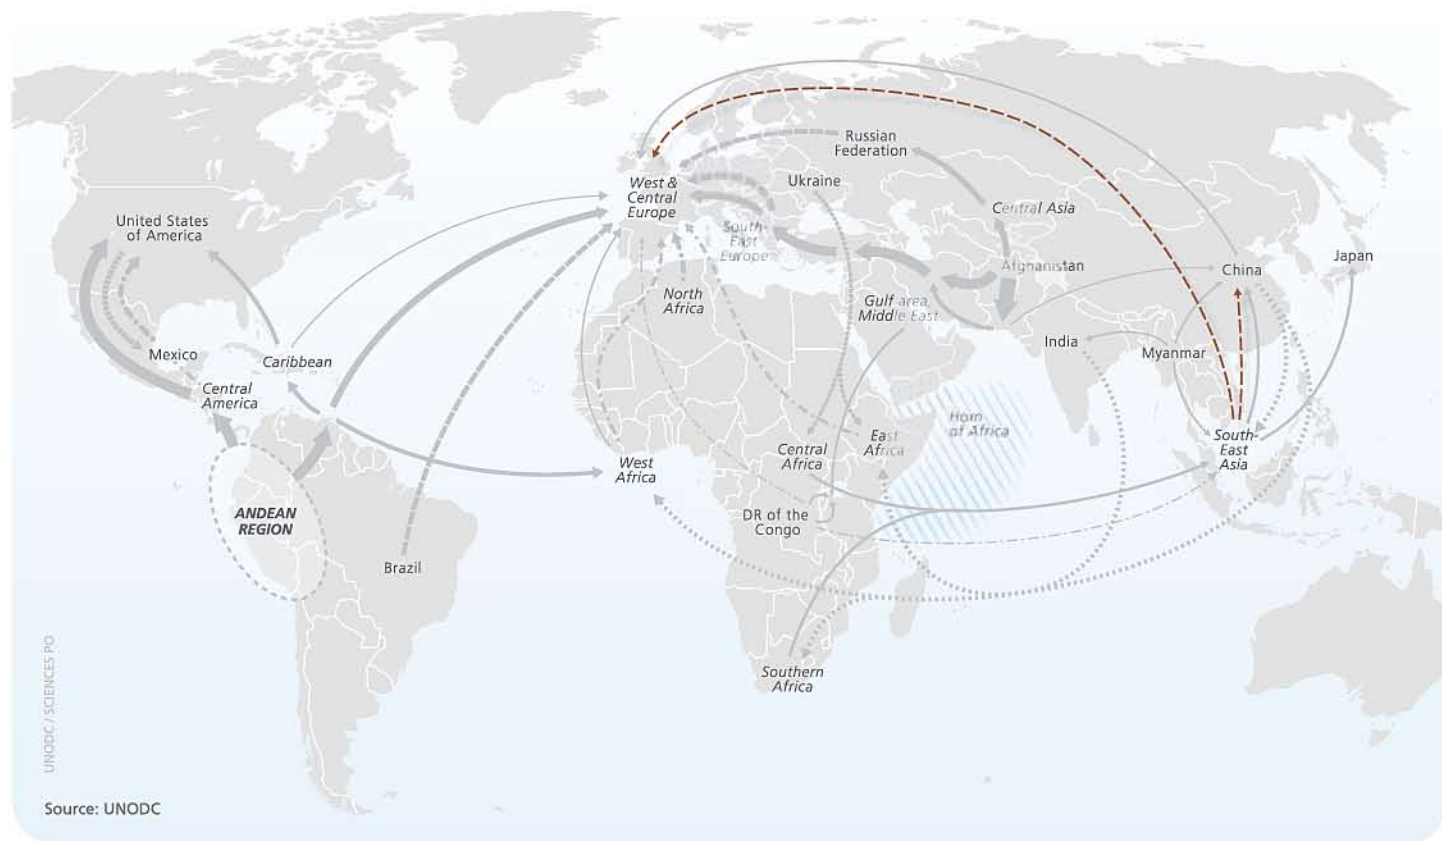 Russian
Federation
West &
Central
Europe
Ukraine
United States
of America
Central Asia
South-
East
Europe
Japan
Afghanistan
China
North
Africa
Gulf area,
Middle East
India
Mexico
Myanmar
Caribbean
Central
America
Horn
of Africa
West
Africa
Central
Africa
East
Africa
South-
East
Asia
ANDEAN
REGION
DR of the
Congo
Brazil
Southern
Africa
UNODC / SCIENCES PO
Source: UNODC